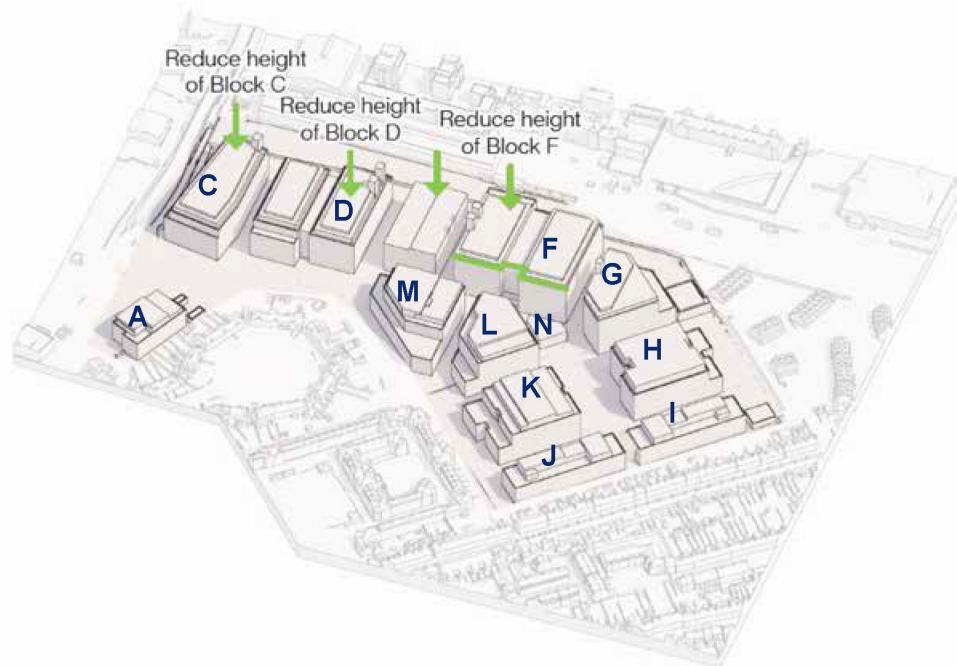 Reduce height
of Block C
Reduce height
of Block D
Reduce height
of Block F
C
D
F
G
M
A
L
N
H
K
I
J